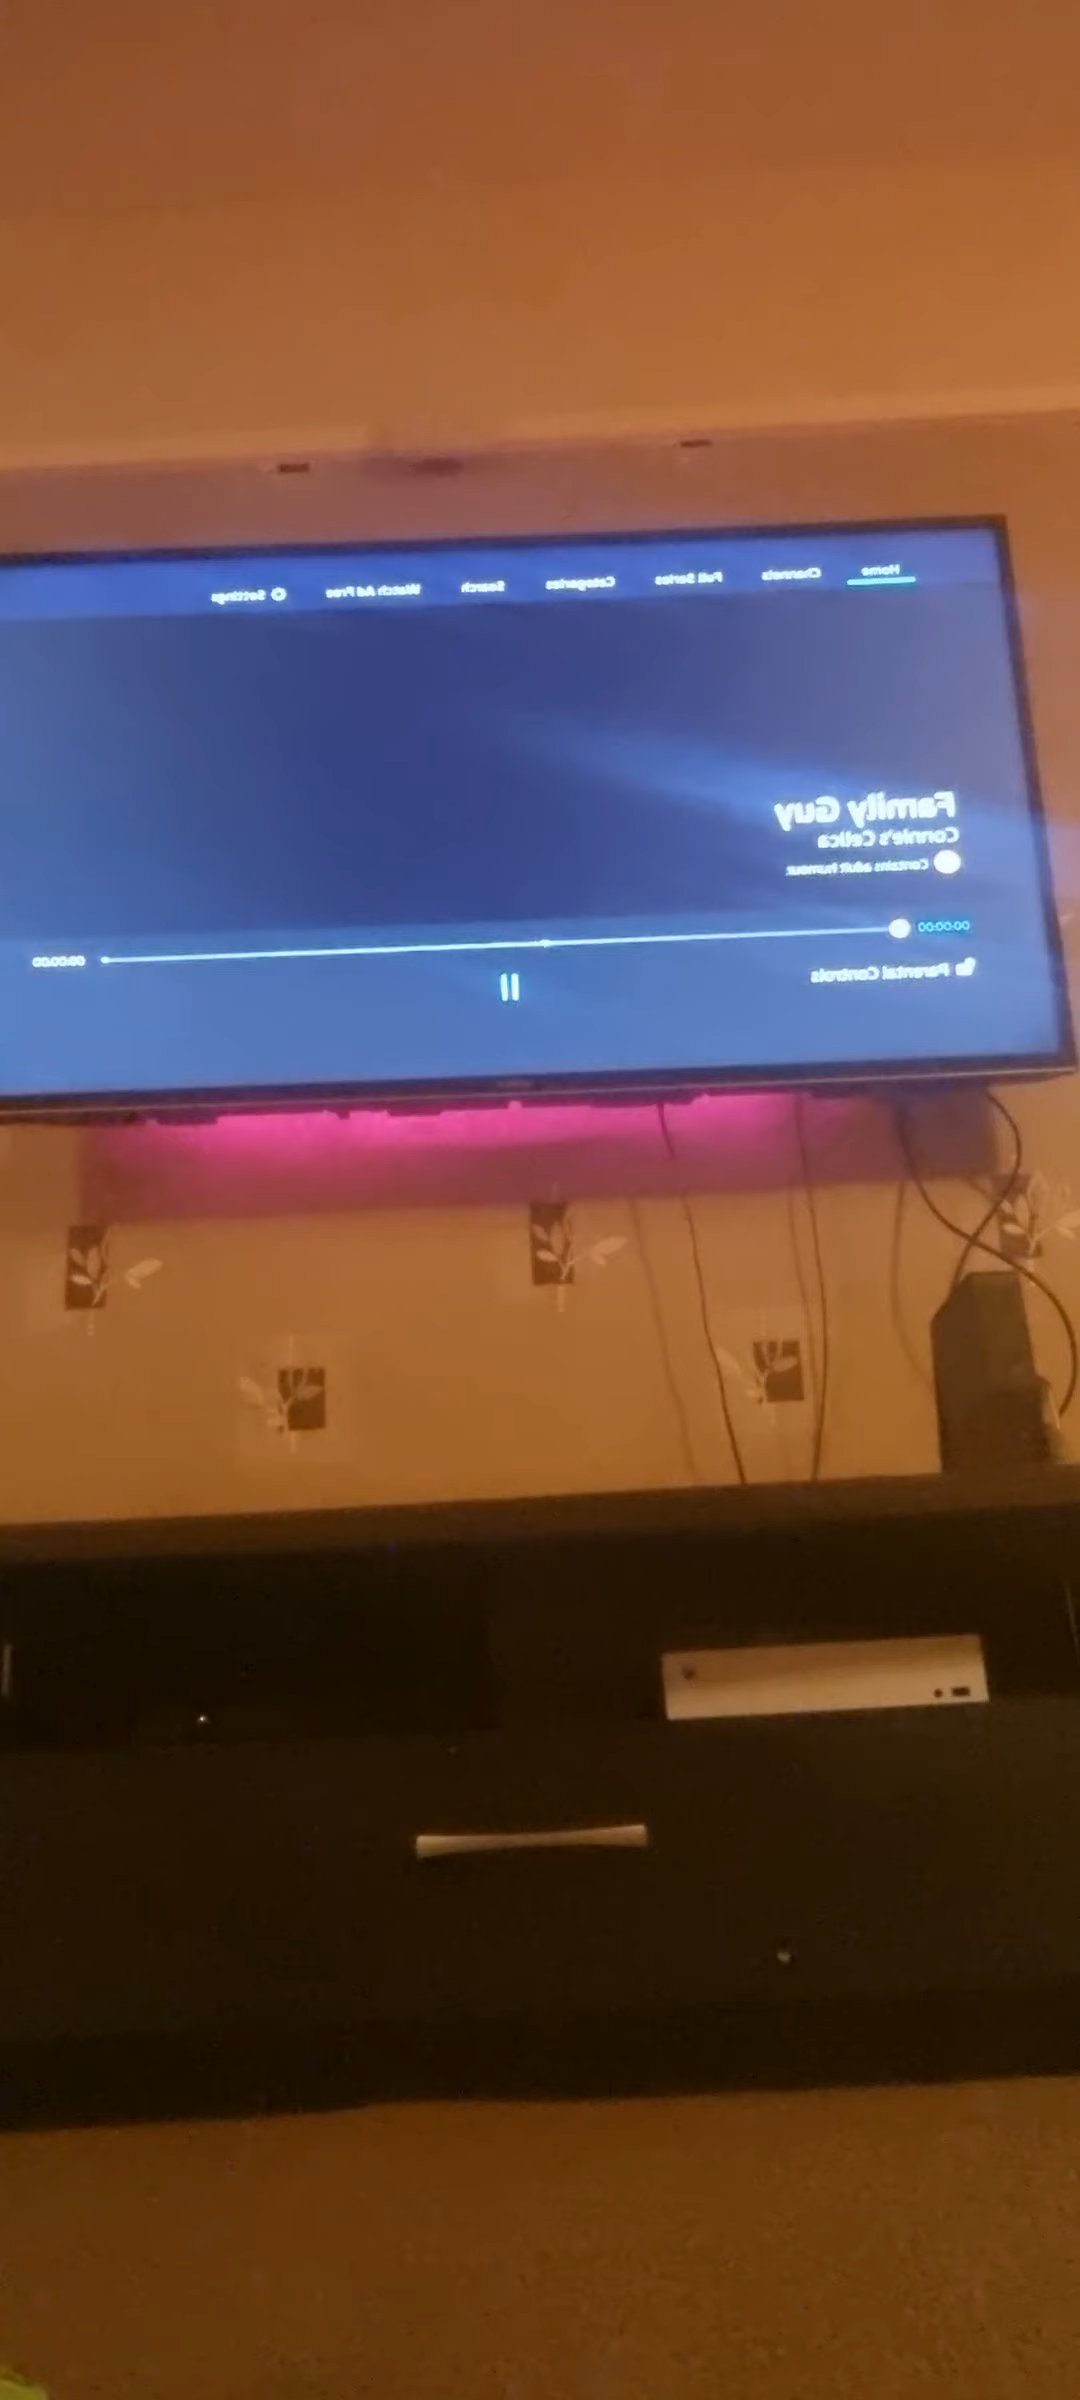 Home Channels Full Series Categories Search Watch Ad Free Settings
Family Guy
Connie's Celica
Contains adult humour.
00:00:00 00:00:00
Parental Controls